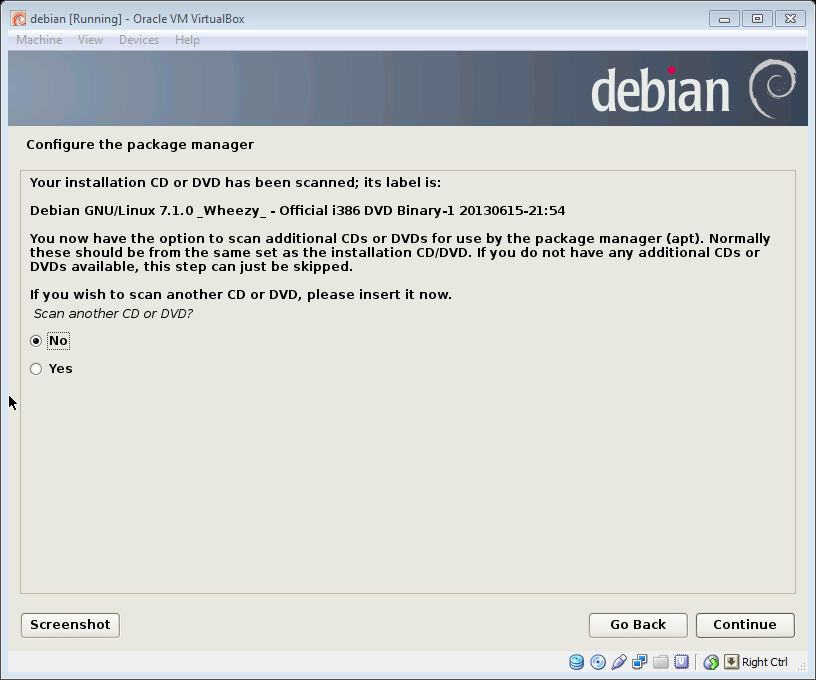 debian [Running] - Oracle VM VirtualBox
Machine View Devices Help
debian
Configure the package manager
Your installation CD or DVD has been scanned; its label is:
Debian GNU/Linux 7.1.0 _Wheezy_ - Official i386 DVD Binary-1 20130615-21:54
You now have the option to scan additional CDs or DVDs for use by the package manager (apt). Normally
these should be from the same set as the installation CD/DVD. If you do not have any additional CDs or
DVDs available, this step can just be skipped.
If you wish to scan another CD or DVD, please insert it now.
Scan another CD or DVD?
No
Yes
Screenshot Go Back Continue
Right Ctrl